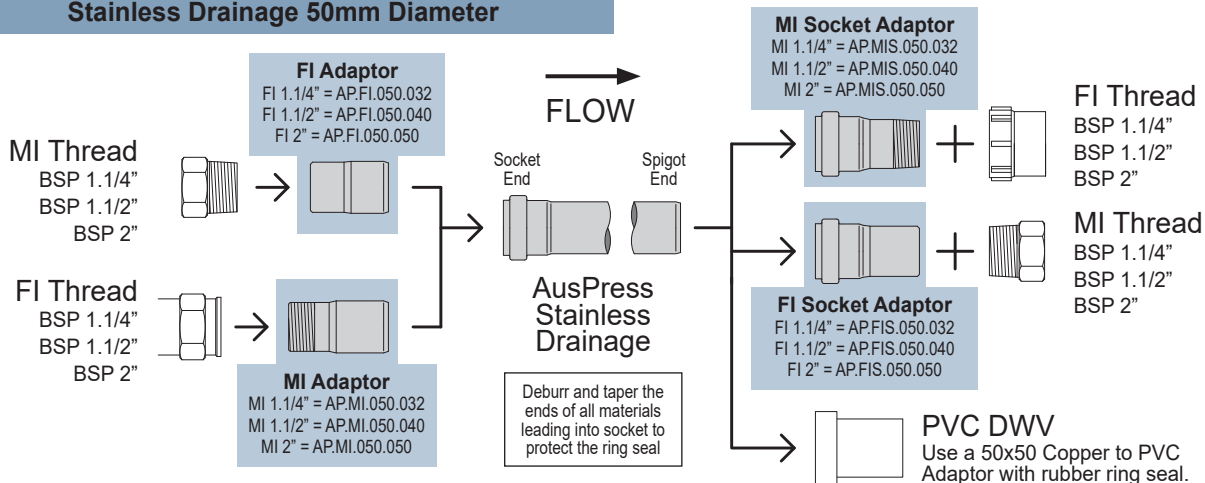 Stainless Drainage 50mm Diameter
FI Adaptor
FI 1.1/4” = AP.FI.050.032
FI 1.1/2” = AP.FI.050.040
FI 2” = AP.FI.050.050
MI Thread
BSP 1.1/4”
BSP 1.1/2”
BSP 2”
FI Thread
BSP 1.1/4”
BSP 1.1/2”
BSP 2”
MI Adaptor
MI 1.1/4” = AP.MI.050.032
MI 1.1/2” = AP.MI.050.040
MI 2” = AP.MI.050.050
FLOW
Socket
End
Spigot
End
AusPress
Stainless
Drainage
Deburr and taper the
ends of all materials
leading into socket to
protect the ring seal
MI Socket Adaptor
MI 1.1/4” = AP.MIS.050.032
MI 1.1/2” = AP.MIS.050.040
MI 2” = AP.MIS.050.050
FI Thread
BSP 1.1/4”
BSP 1.1/2”
BSP 2”
MI Thread
BSP 1.1/4”
BSP 1.1/2”
BSP 2”
FI Socket Adaptor
FI 1.1/4” = AP.FIS.050.032
FI 1.1/2” = AP.FIS.050.040
FI 2” = AP.FIS.050.050
PVC DWV
Use a 50x50 Copper to PVC
Adaptor with rubber ring seal.